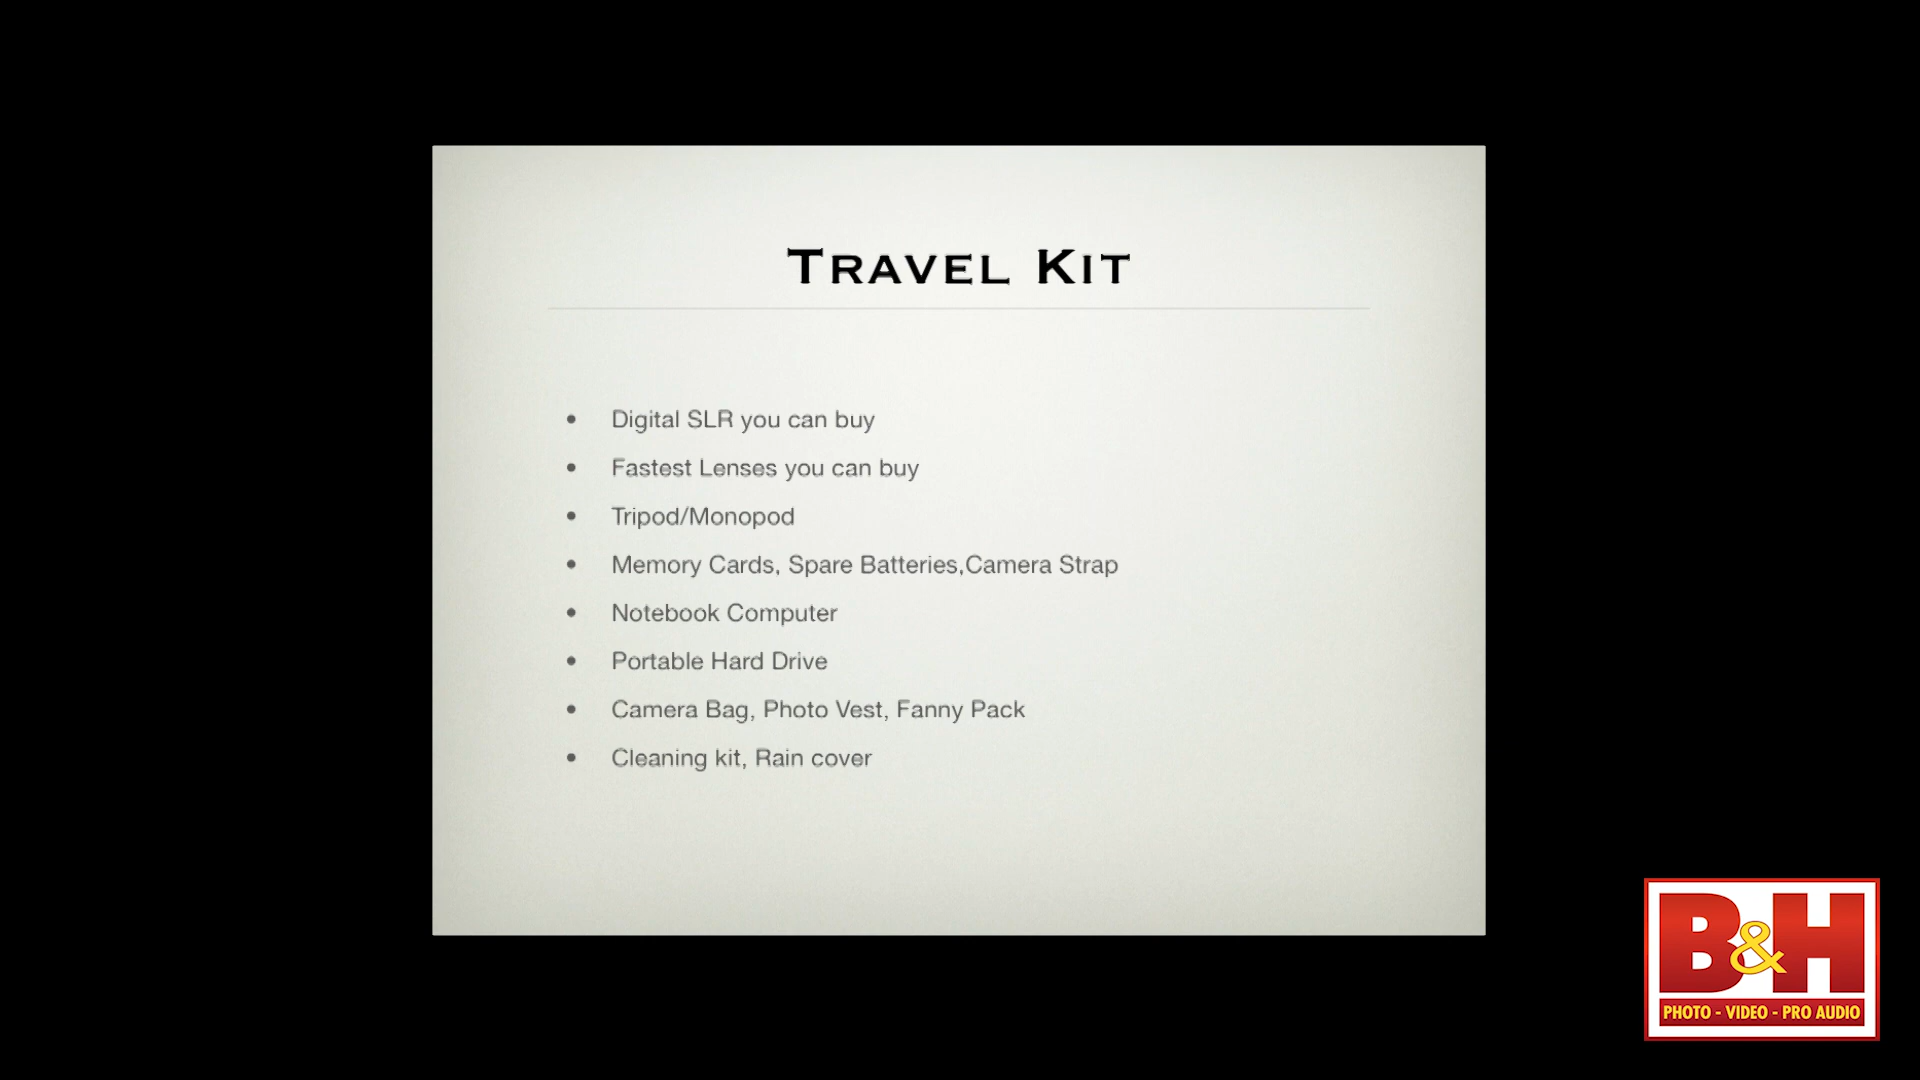 Travel Kit
• Digital SLR you can buy
• Fastest Lenses you can buy
• Tripod/Monopod
• Memory Cards, Spare Batteries,Camera Strap
• Notebook Computer
• Portable Hard Drive
• Camera Bag, Photo Vest, Fanny Pack
• Cleaning kit, Rain cover
B&H
PHOTO - VIDEO - PRO AUDIO